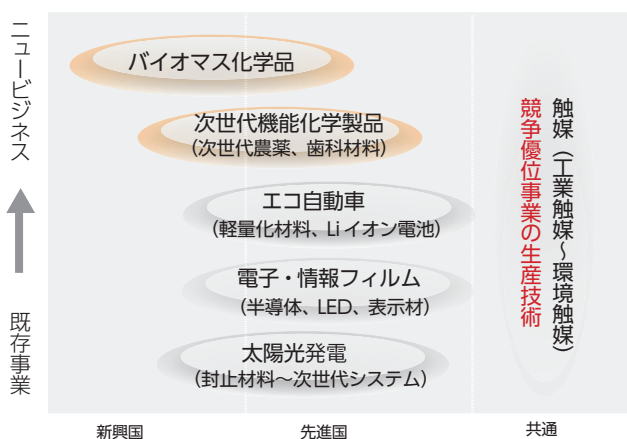 ニュービジネス
既存事業
バイオマス化学品
次世代機能化学製品
(次世代農薬、歯科材料)
エコ自動車
(軽量化材料、Liイオン電池)
電子・情報フィルム
(半導体、LED、表示材)
太陽光発電
(封止材料～次世代システム)
触媒（工業触媒～環境触媒）
競争優位事業の生産技術
新興国
先進国
共通